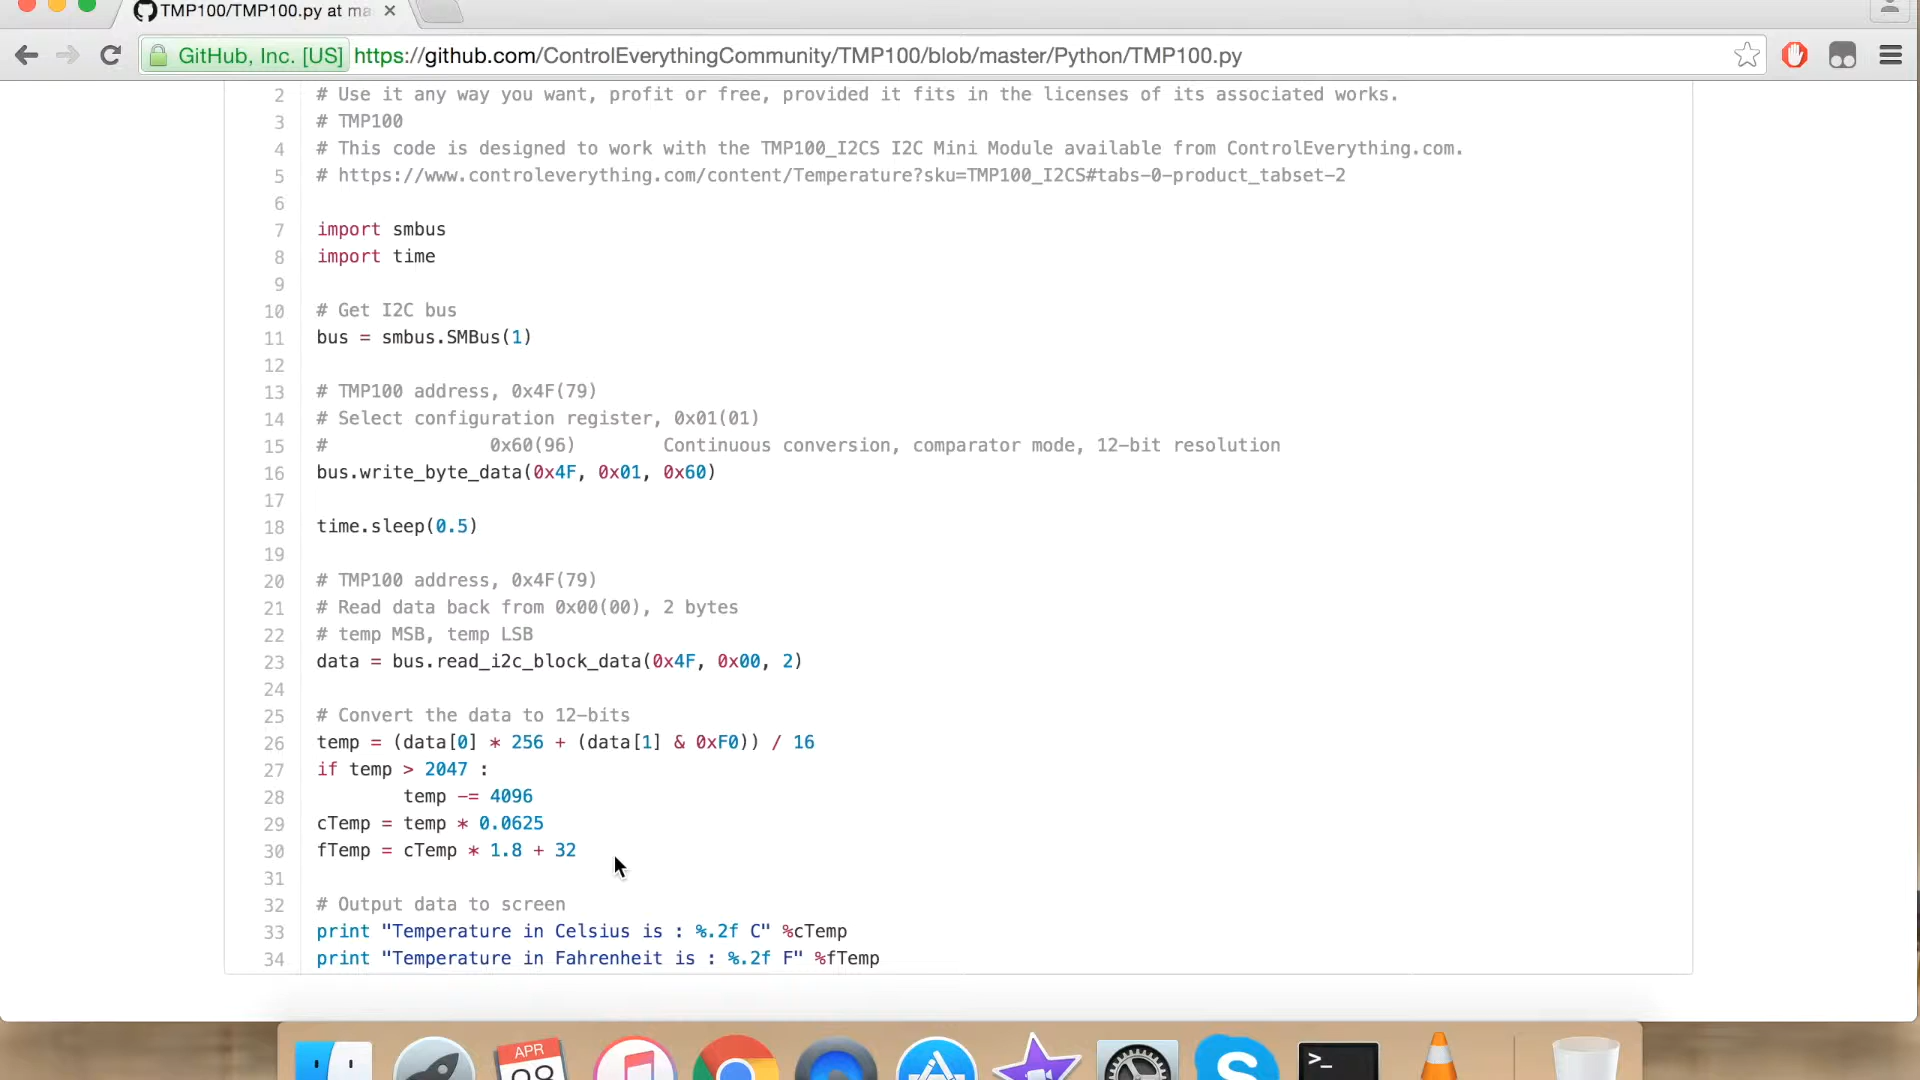 TMP100/TMP100.py at ma
GitHub, Inc. [US] https://github.com/ControlEverythingCommunity/TMP100/blob/master/Python/TMP100.py
2 # Use it any way you want, profit or free, provided it fits in the licenses of its associated works.
3 # TMP100
4 # This code is designed to work with the TMP100_I2CS I2C Mini Module available from ControlEverything.com.
5 # https://www.controleverything.com/content/Temperature?sku=TMP100_I2CS#tabs-0-product_tabset-2
6
7 import smbus
8 import time
9
10 # Get I2C bus
11 bus = smbus.SMBus(1)
12
13 # TMP100 address, 0x4F(79)
14 # Select configuration register, 0x01(01)
15 #               0x60(96)        Continuous conversion, comparator mode, 12-bit resolution
16 bus.write_byte_data(0x4F, 0x01, 0x60)
17
18 time.sleep(0.5)
19
20 # TMP100 address, 0x4F(79)
21 # Read data back from 0x00(00), 2 bytes
22 # temp MSB, temp LSB
23 data = bus.read_i2c_block_data(0x4F, 0x00, 2)
24
25 # Convert the data to 12-bits
26 temp = (data[0] * 256 + (data[1] & 0xF0)) / 16
27 if temp > 2047 :
28         temp -= 4096
29 cTemp = temp * 0.0625
30 fTemp = cTemp * 1.8 + 32
31
32 # Output data to screen
33 print "Temperature in Celsius is : %.2f C" %cTemp
34 print "Temperature in Fahrenheit is : %.2f F" %fTemp
APR
>_